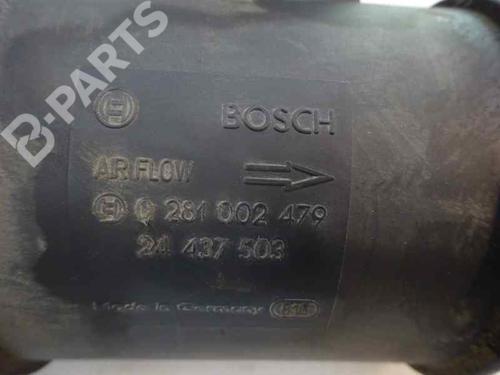 B-PARTS
BOSCH
AIR FLOW
0 281 002 479
24 437 503
Made in Germany